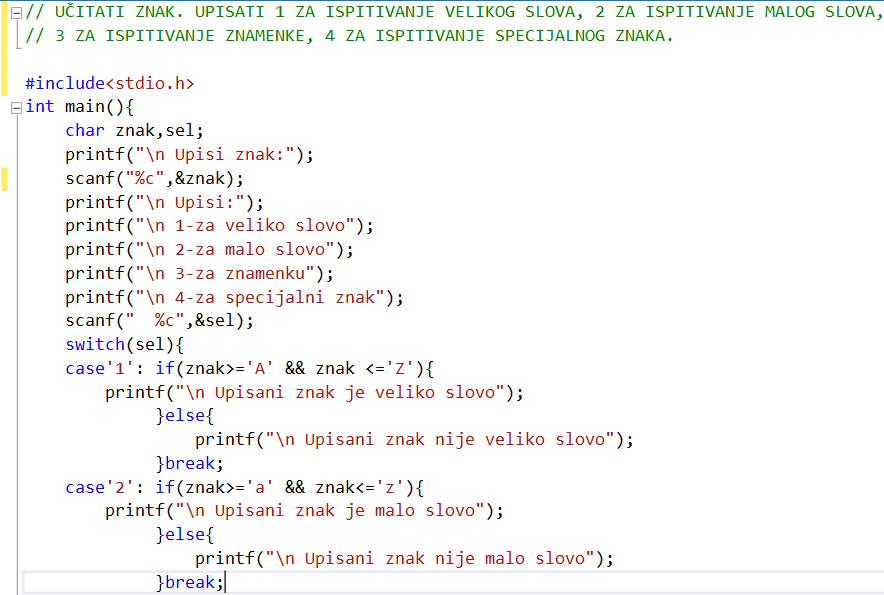 // UČITATI ZNAK. UPISATI 1 ZA ISPITIVANJE VELIKOG SLOVA, 2 ZA ISPITIVANJE MALOG SLOVA,
// 3 ZA ISPITIVANJE ZNAMENKE, 4 ZA ISPITIVANJE SPECIJALNOG ZNAKA.
#include<stdio.h>
int main(){
    char znak,sel;
    printf("\n Upisi znak:");
    scanf("%c",&znak);
    printf("\n Upisi:");
    printf("\n 1-za veliko slovo");
    printf("\n 2-za malo slovo");
    printf("\n 3-za znamenku");
    printf("\n 4-za specijalni znak");
    scanf("  %c",&sel);
    switch(sel){
    case'1': if(znak>='A' && znak <='Z'){
        printf("\n Upisani znak je veliko slovo");
             }else{
                 printf("\n Upisani znak nije veliko slovo");
             }break;
    case'2': if(znak>='a' && znak<='z'){
        printf("\n Upisani znak je malo slovo");
             }else{
                 printf("\n Upisani znak nije malo slovo");
             }break;